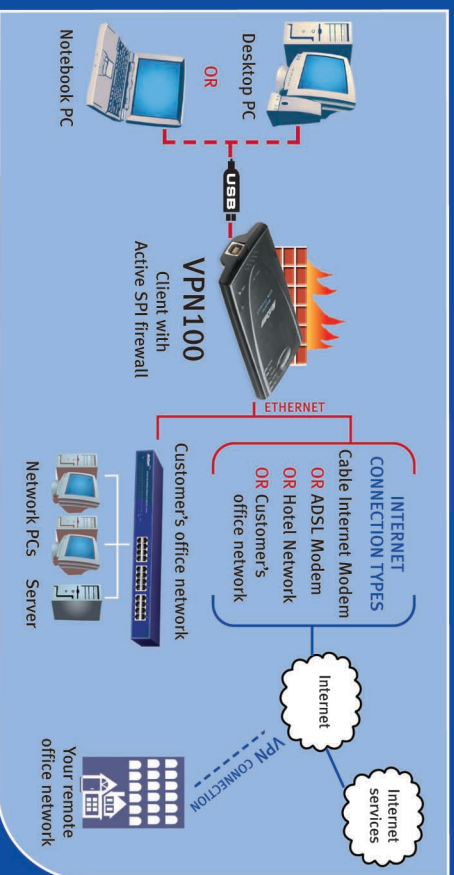 Desktop PC
OR
Notebook PC
USB
VPN100
Client with
Active SPI firewall
ETHERNET
INTERNET
CONNECTION TYPES
Cable Internet Modem
OR ADSL Modem
OR Hotel Network
OR Customer's
office network
Customer's office network
Network PCs
Server
Internet
Internet
services
VPN CONNECTION
Your remote
office network